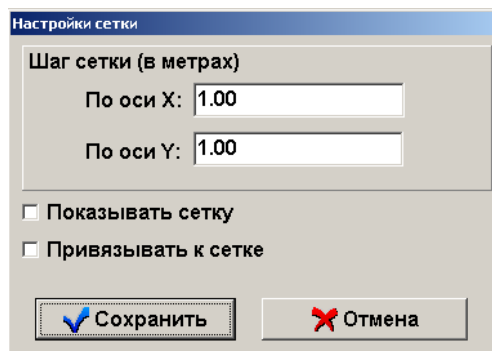 Настройки сетки
Шаг сетки (в метрах)
По оси X: 1.00
По оси Y: 1.00
Показывать сетку
Привязывать к сетке
Сохранить Отмена